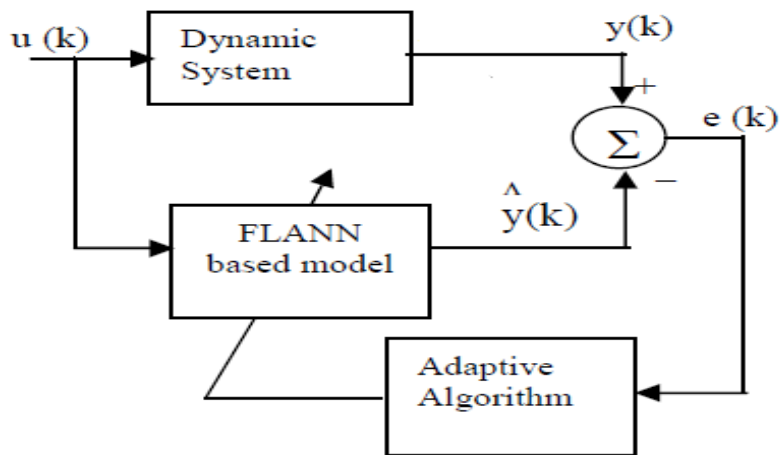 u (k)
Dynamic
System
y(k)
+
Σ
e (k)
−
FLANN
based model
ŷ(k)
Adaptive
Algorithm